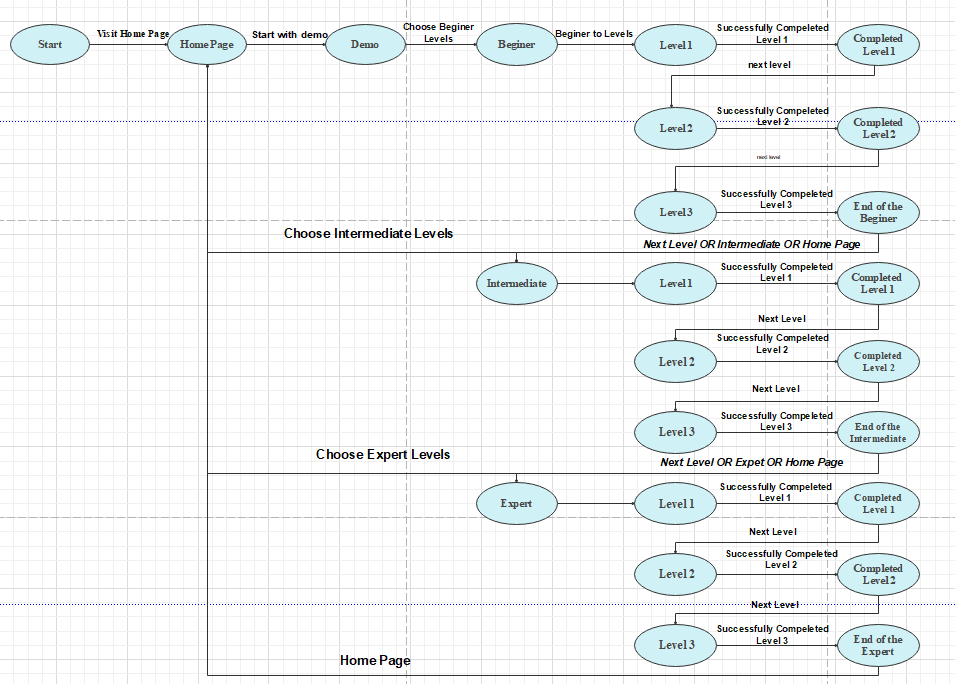 Start
Visit Home Page
Home Page
Start with demo
Demo
Choose Beginer
Levels
Beginer
Beginer to Levels
Level 1
Successfully Compeleted
Level 1
Completed
Level 1
next level
Level 2
Successfully Compeleted
Level 2
Completed
Level 2
next level
Level 3
Successfully Compeleted
Level 3
End of the
Beginer
Choose Intermediate Levels
Next Level OR Intermediate OR Home Page
Intermediate
Level 1
Successfully Compeleted
Level 1
Completed
Level 1
Next Level
Level 2
Successfully Compeleted
Level 2
Completed
Level 2
Next Level
Level 3
Successfully Compeleted
Level 3
End of the
Intermediate
Choose Expert Levels
Next Level OR Expet OR Home Page
Expert
Level 1
Successfully Compeleted
Level 1
Completed
Level 1
Next Level
Level 2
Successfully Compeleted
Level 2
Completed
Level 2
Next Level
Level 3
Successfully Compeleted
Level 3
End of the
Expert
Home Page